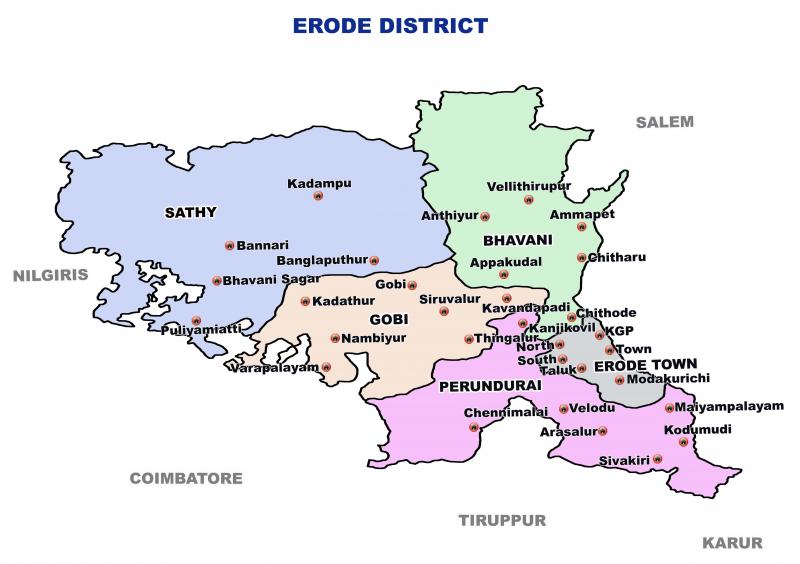 ERODE DISTRICT
SALEM
Kadampu
Vellithirupur
SATHY
Anthiyur
Ammapet
Bannari
BHAVANI
Banglaputhur
Appakudal
Chitharu
NILGIRIS
Bhavani Sagar
Gobi
Kadathur
Siruvalur
Kavandapadi
Chithode
GOBI
Puliyamiatti
Kanjikovil
KGP
Nambiyur
Thingalur
North
Town
South
Varapalayam
Taluk
ERODE TOWN
PERUNDURAI
Modakurichi
Chennimalai
Velodu
Maiyampalayam
Arasalur
Kodumudi
Sivakiri
COIMBATORE
TIRUPPUR
KARUR